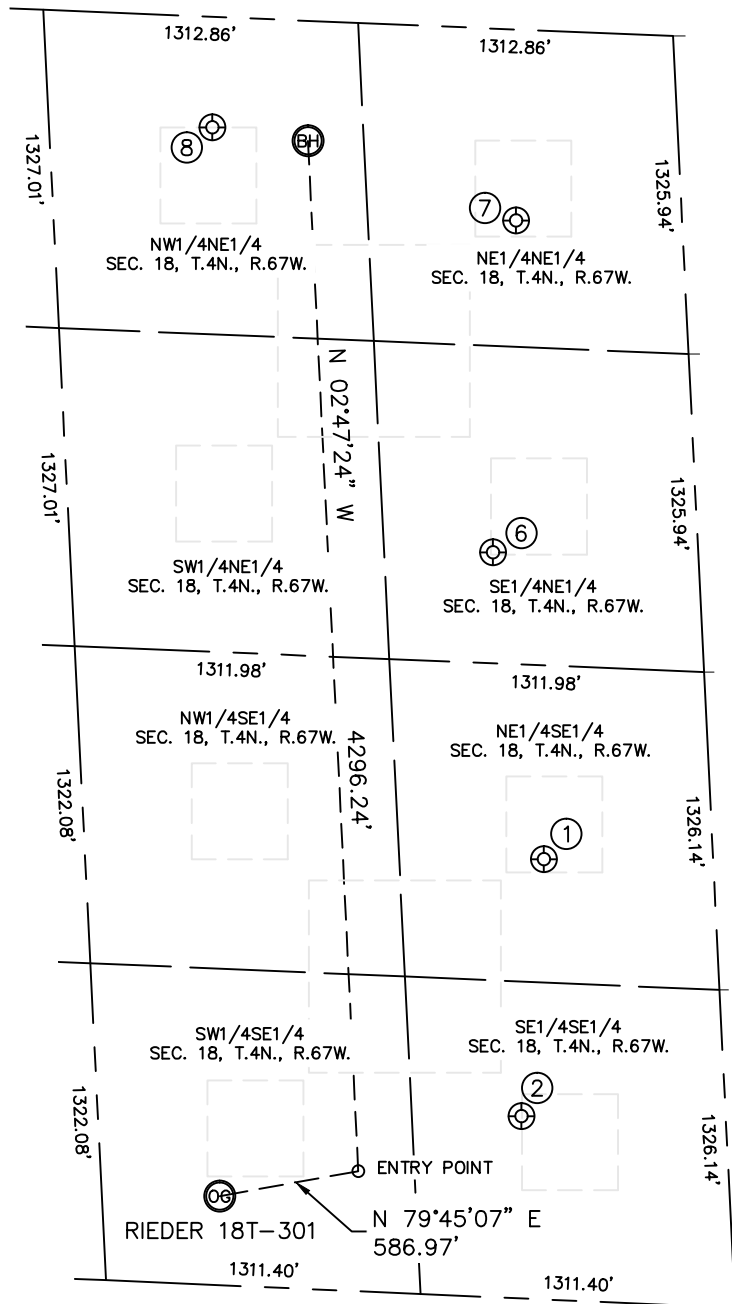 1312.86'
1312.86'
1327.01'
8
BH
7
1325.94'
NW1/4NE1/4
SEC. 18, T.4N., R.67W.
NE1/4NE1/4
SEC. 18, T.4N., R.67W.
N 02°47'24" W
1327.01'
6
1325.94'
SW1/4NE1/4
SEC. 18, T.4N., R.67W.
SE1/4NE1/4
SEC. 18, T.4N., R.67W.
1311.98'
1311.98'
NW1/4SE1/4
SEC. 18, T.4N., R.67W.
NE1/4SE1/4
SEC. 18, T.4N., R.67W.
4296.24'
1322.08'
1
1326.14'
SW1/4SE1/4
SEC. 18, T.4N., R.67W.
SE1/4SE1/4
SEC. 18, T.4N., R.67W.
1322.08'
2
1326.14'
ENTRY POINT
OG
RIEDER 18T-301
N 79°45'07" E
586.97'
1311.40'
1311.40'